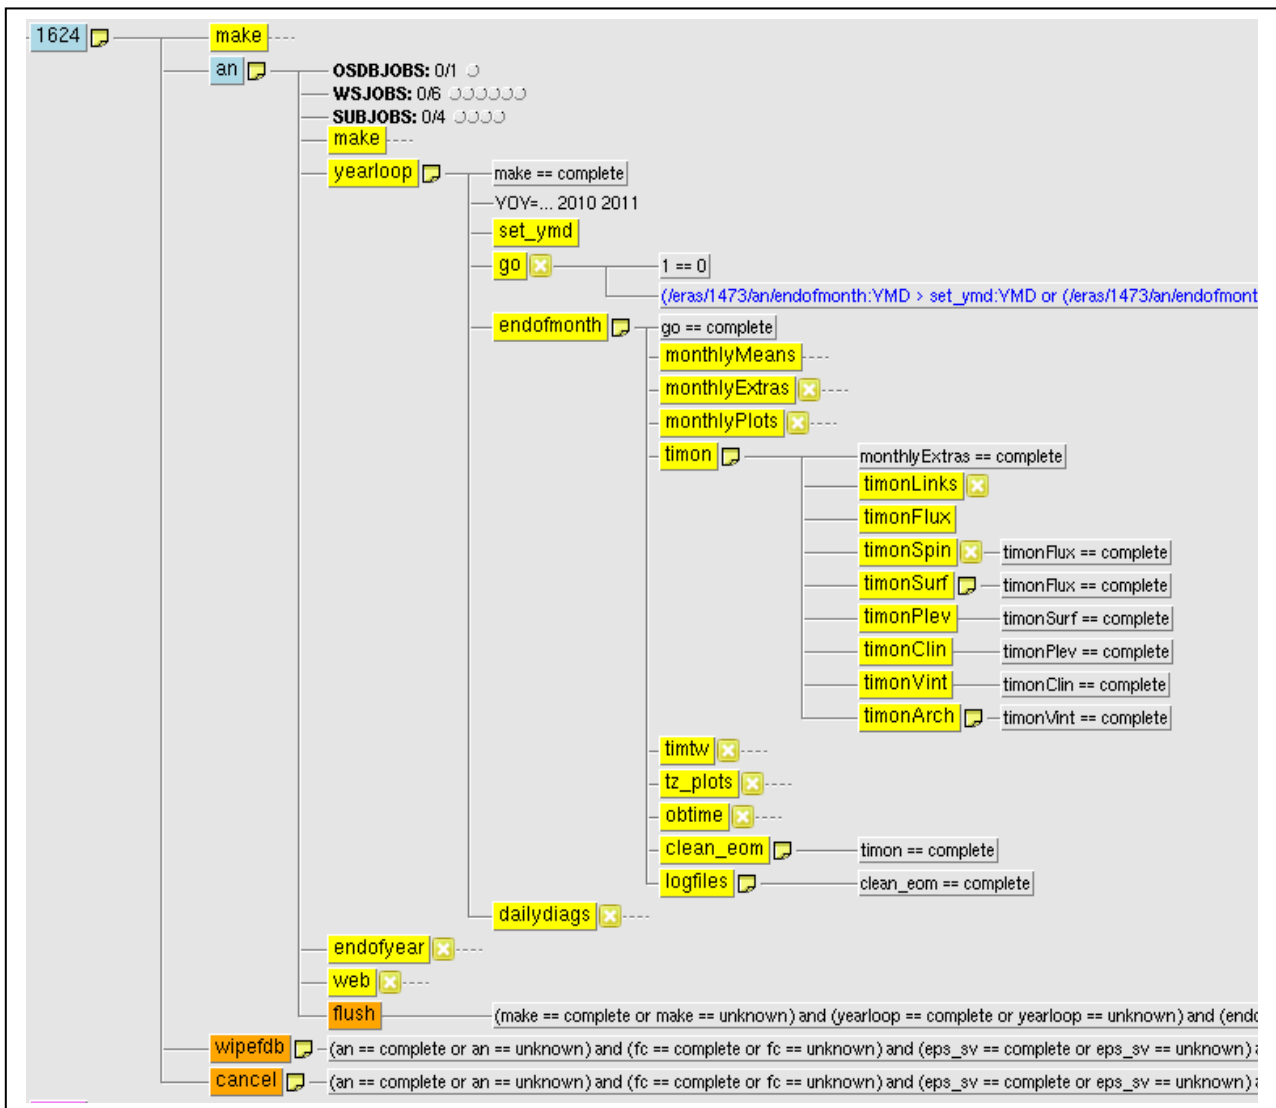 1624 make
an OSDBJOBS: 0/1
WSJOBS: 0/6
SUBJOBS: 0/4
make
yearloop make == complete
YOY=... 2010 2011
set_ymd
go 1 == 0
(/eras/1473/an/endofmonth:YMD > set_ymd:YMD or (/eras/1473/an/endofmont
endofmonth go == complete
monthlyMeans
monthlyExtras
monthlyPlots
timon monthlyExtras == complete
timonLinks
timonFlux
timonSpin timonFlux == complete
timonSurf timonFlux == complete
timonPlev timonSurf == complete
timonClin timonPlev == complete
timonVint timonClin == complete
timonArch timonVint == complete
timtw
tz_plots
obtime
clean_eom timon == complete
logfiles clean_eom == complete
dailydiags
endofyear
web
flush (make == complete or make == unknown) and (yearloop == complete or yearloop == unknown) and (endo
wipefdb (an == complete or an == unknown) and (fc == complete or fc == unknown) and (eps_sv == complete or eps_sv == unknown)
cancel (an == complete or an == unknown) and (fc == complete or fc == unknown) and (eps_sv == complete or eps_sv == unknown)